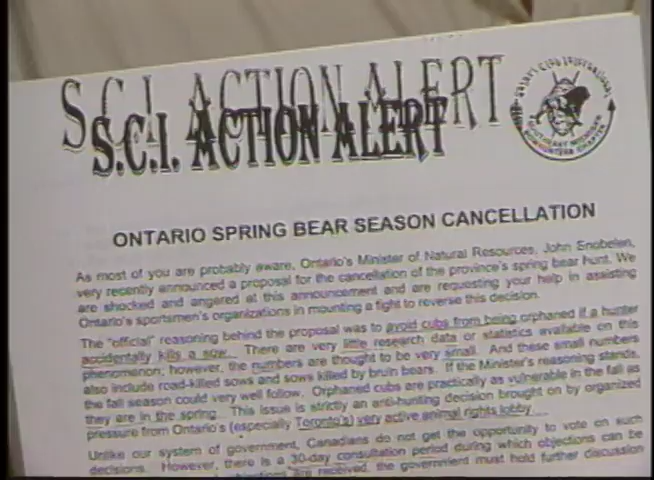 S.C.I. ACTION ALERT
S.C.I. ACTION ALERT
ONTARIO SPRING BEAR SEASON CANCELLATION
As most of you are probably aware, Ontario's Minister of Natural Resources, John Snobelen,
very recently announced a proposal for the cancellation of the province's spring bear hunt. We
are shocked and angered at this announcement and are requesting your help in assisting
Ontario's sportsmen's organizations in mounting a fight to reverse this decision.
The "official" reasoning behind the proposal was to avoid cubs from being orphaned if a hunter
accidentally kills a sow. There are very little research data or statistics available on this
phenomenon; however, the numbers are thought to be very small. And these small numbers
also include road-killed sows and sows killed by bruin bears. If the Minister's reasoning stands,
the fall season could very well follow. Orphaned cubs are practically as vulnerable in the fall as
they are in the spring. This issue is strictly an anti-hunting decision brought on by organized
pressure from Ontario's (especially Toronto's) very active animal rights lobby.
Unlike our system of government, Canadians do not get the opportunity to vote on such
decisions. However, there is a 30-day consultation period during which objections can be
are received, the government must hold further discussion